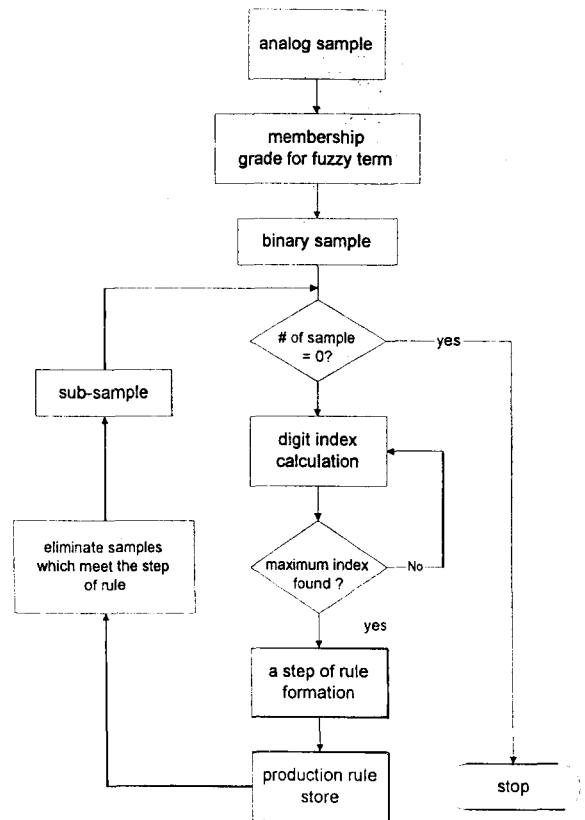 analog sample
membership
grade for fuzzy term
binary sample
# of sample
= 0?
yes
sub-sample
digit index
calculation
eliminate samples
which meet the step
of rule
maximum index
found ?
No
yes
a step of rule
formation
production rule
store
stop